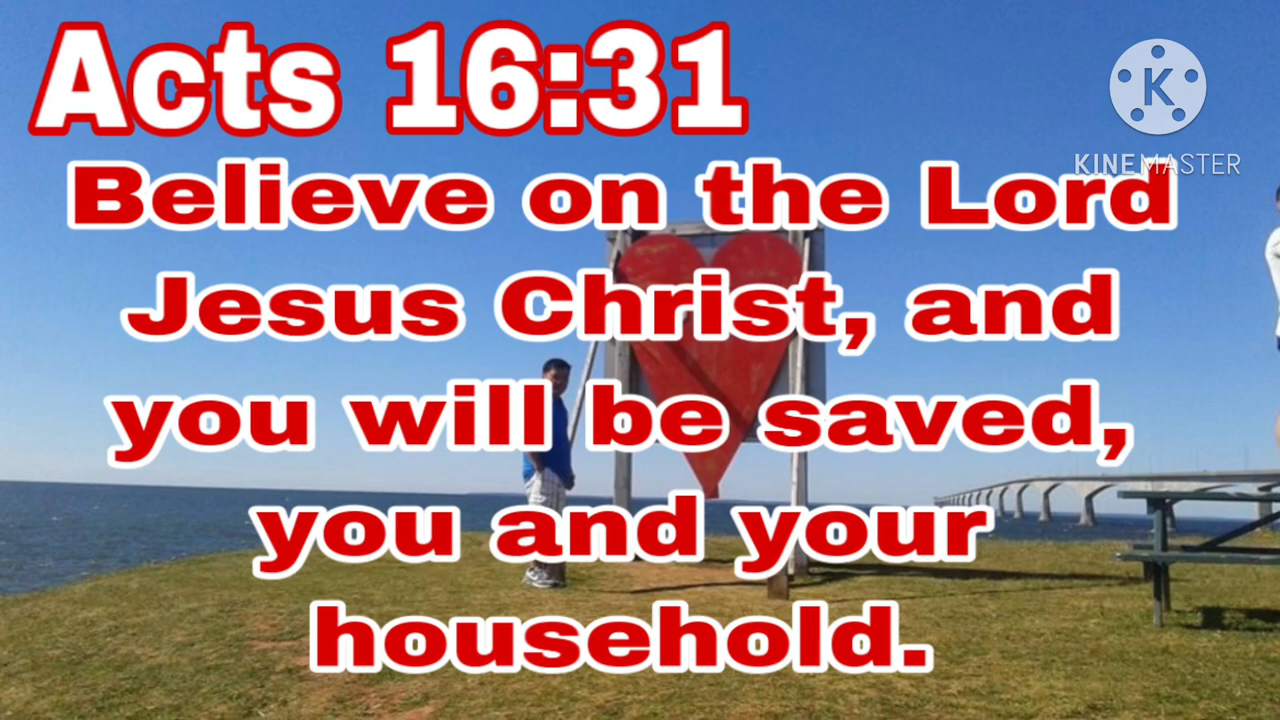 Acts 16:31
K
KINEMASTER
Believe on the Lord
Jesus Christ, and
you will be saved,
you and your
household.